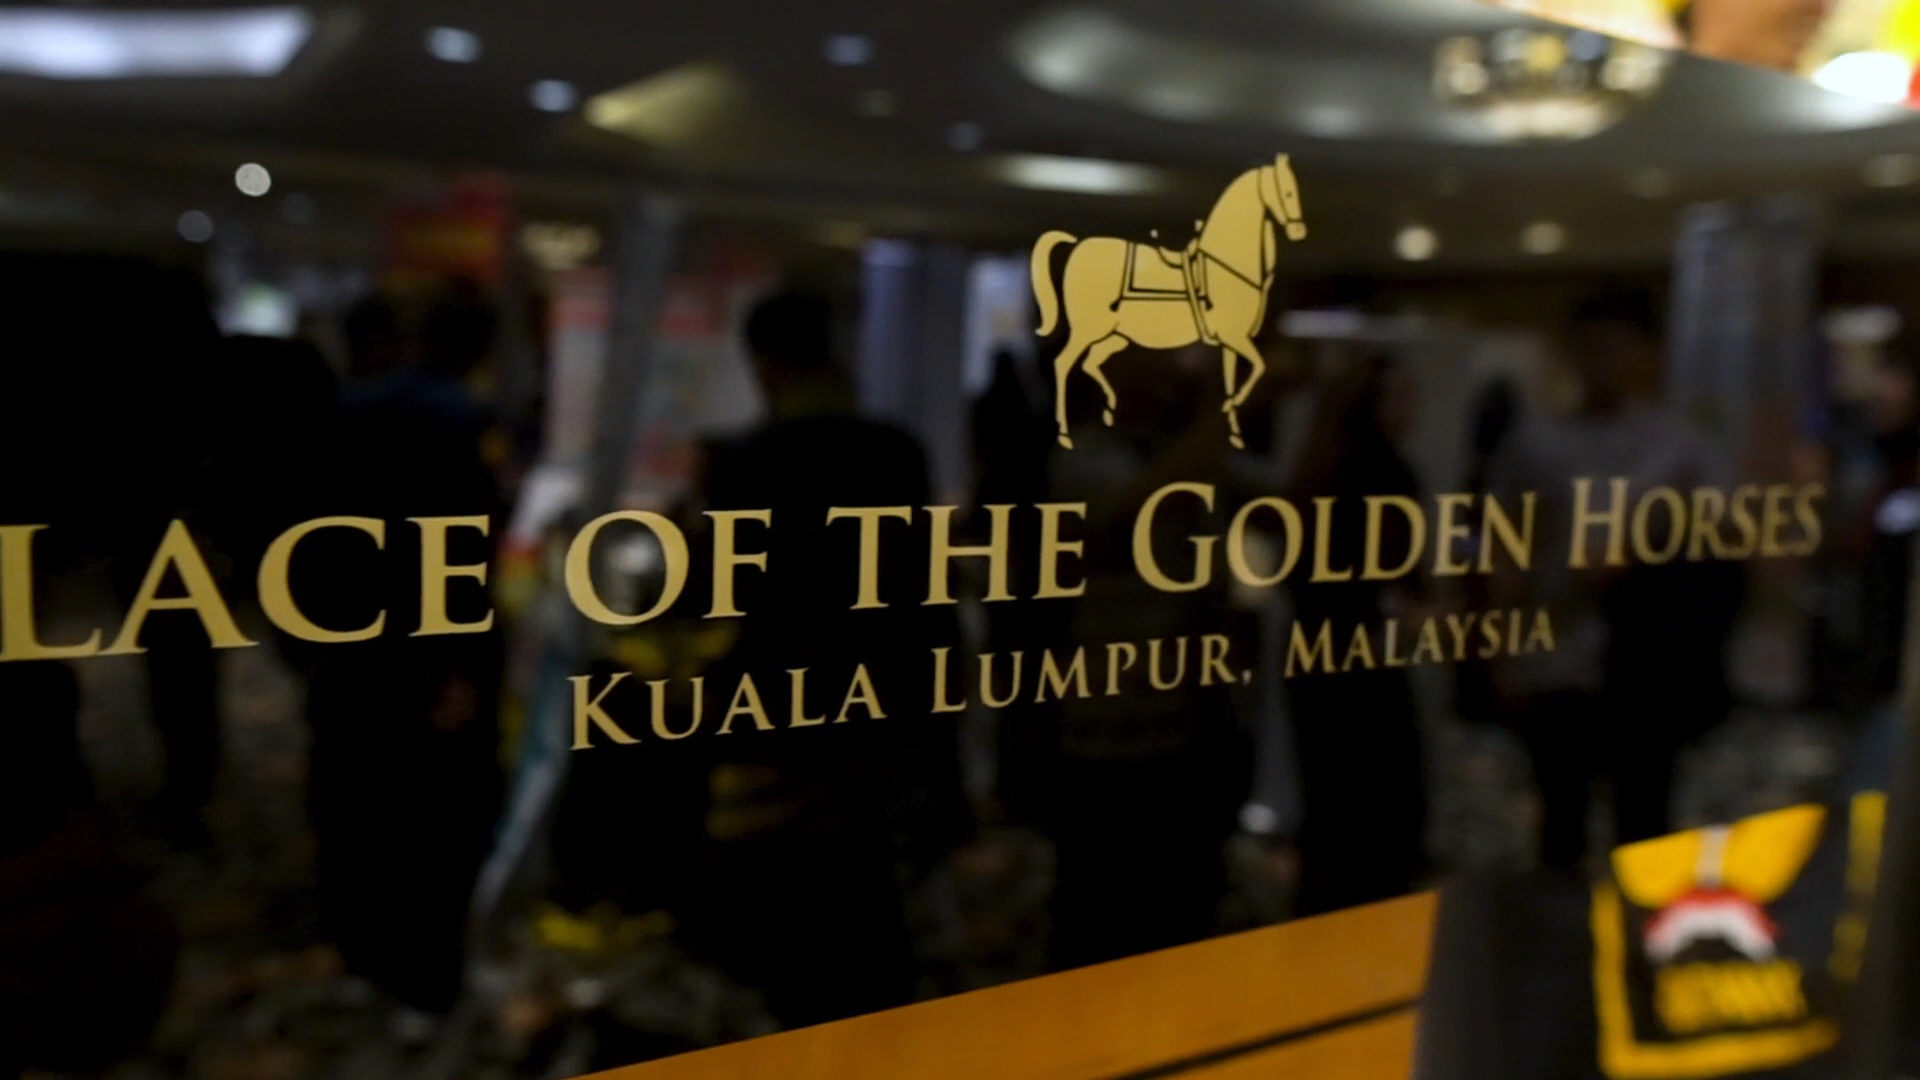 LACE OF THE GOLDEN HORSES
KUALA LUMPUR, MALAYSIA